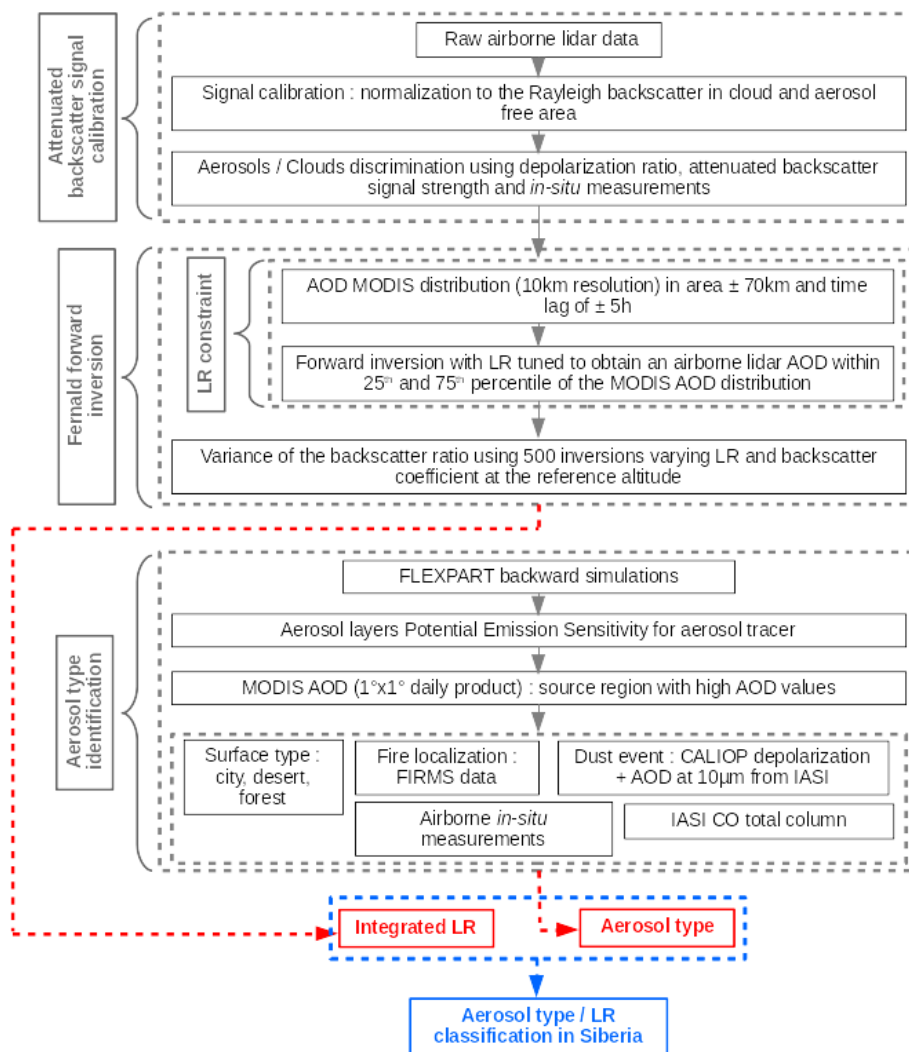 Attenuated
backscatter signal
calibration
Raw airborne lidar data
Signal calibration : normalization to the Rayleigh backscatter in cloud and aerosol
free area
Aerosols / Clouds discrimination using depolarization ratio, attenuated backscatter
signal strength and in-situ measurements
Fernald forward
inversion
LR constraint
AOD MODIS distribution (10km resolution) in area ± 70km and time
lag of ± 5h
Forward inversion with LR tuned to obtain an airborne lidar AOD within
25th and 75th percentile of the MODIS AOD distribution
Variance of the backscatter ratio using 500 inversions varying LR and backscatter
coefficient at the reference altitude
Aerosol type
identification
FLEXPART backward simulations
Aerosol layers Potential Emission Sensitivity for aerosol tracer
MODIS AOD (1°x1° daily product) : source region with high AOD values
Surface type :
city, desert,
forest
Fire localization :
FIRMS data
Dust event : CALIOP depolarization
+ AOD at 10µm from IASI
Airborne in-situ
measurements
IASI CO total column
Integrated LR
Aerosol type
Aerosol type / LR
classification in Siberia